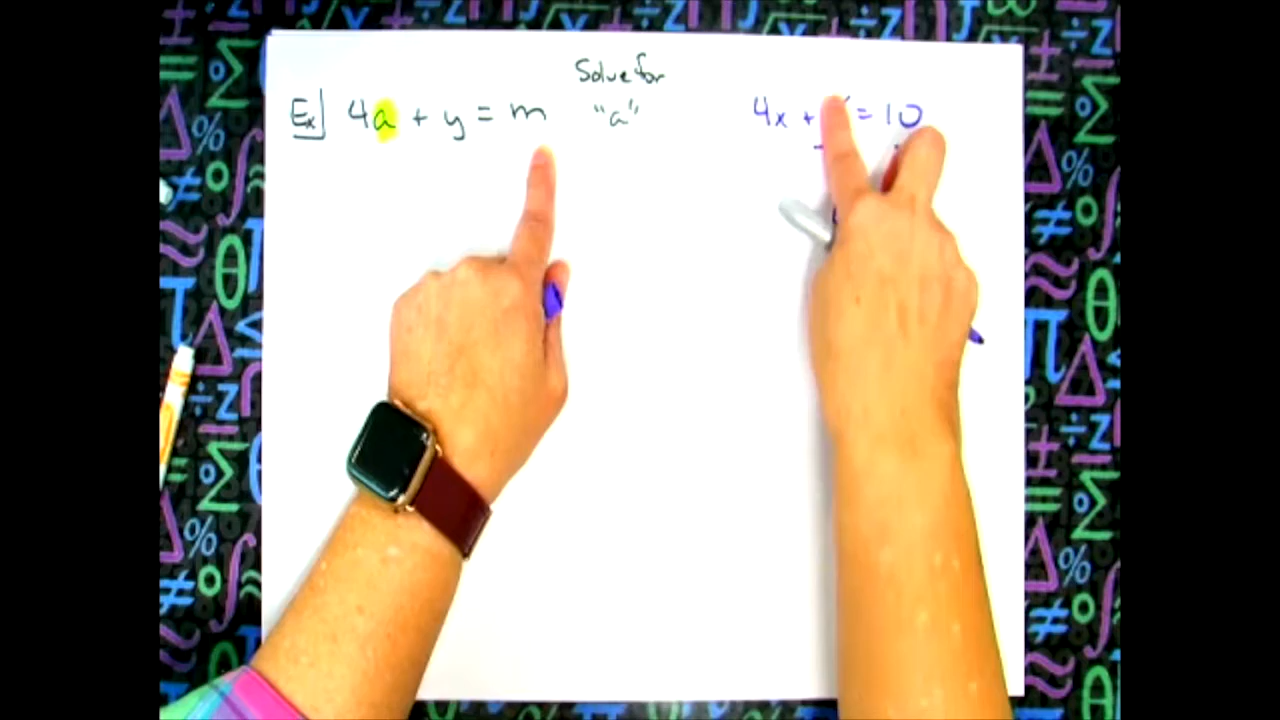 Solve for
Ex] 4a + y = m "a" 4x + = 10